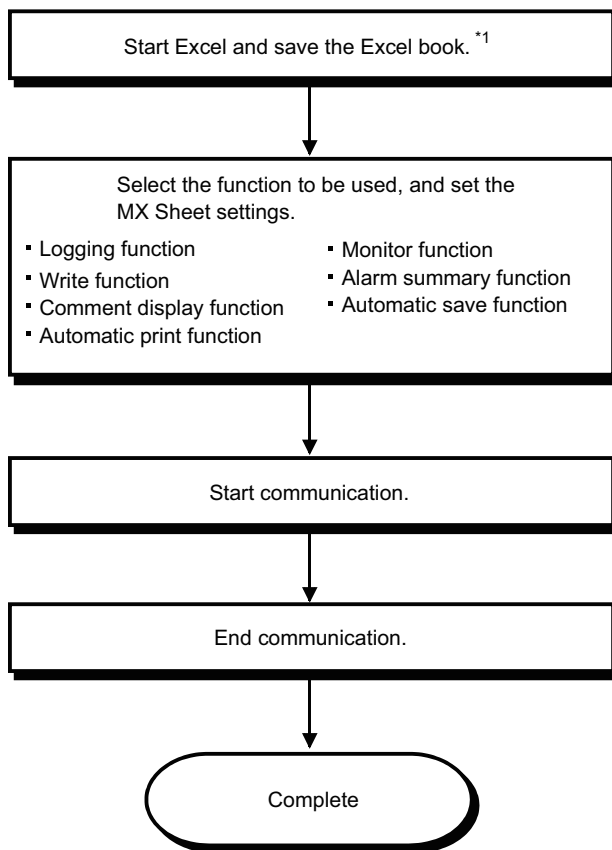 Start Excel and save the Excel book. *1
Select the function to be used, and set the
MX Sheet settings.
▪ Logging function
▪ Write function
▪ Comment display function
▪ Automatic print function
▪ Monitor function
▪ Alarm summary function
▪ Automatic save function
Start communication.
End communication.
Complete